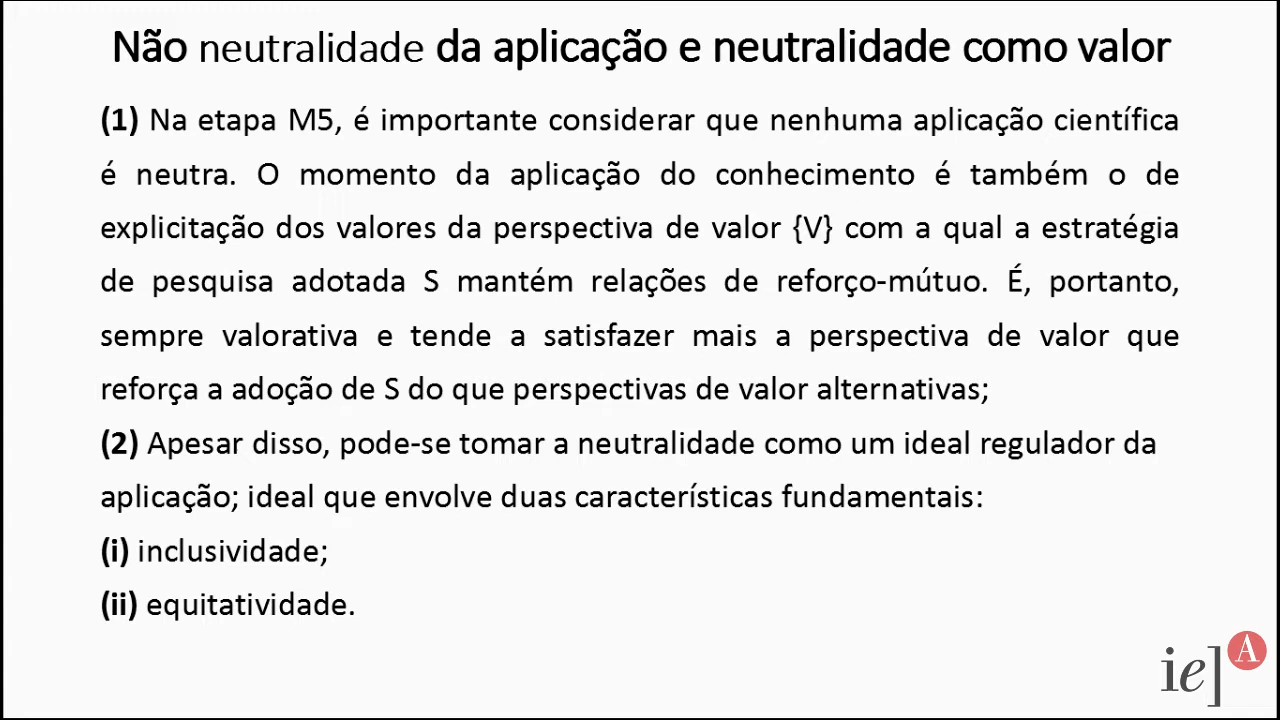 Não neutralidade da aplicação e neutralidade como valor
(1) Na etapa M5, é importante considerar que nenhuma aplicação científica
é neutra. O momento da aplicação do conhecimento é também o de
explicitação dos valores da perspectiva de valor {V} com a qual a estratégia
de pesquisa adotada S mantém relações de reforço-mútuo. É, portanto,
sempre valorativa e tende a satisfazer mais a perspectiva de valor que
reforça a adoção de S do que perspectivas de valor alternativas;
(2) Apesar disso, pode-se tomar a neutralidade como um ideal regulador da
aplicação; ideal que envolve duas características fundamentais:
(i) inclusividade;
(ii) equitatividade.
ie] A